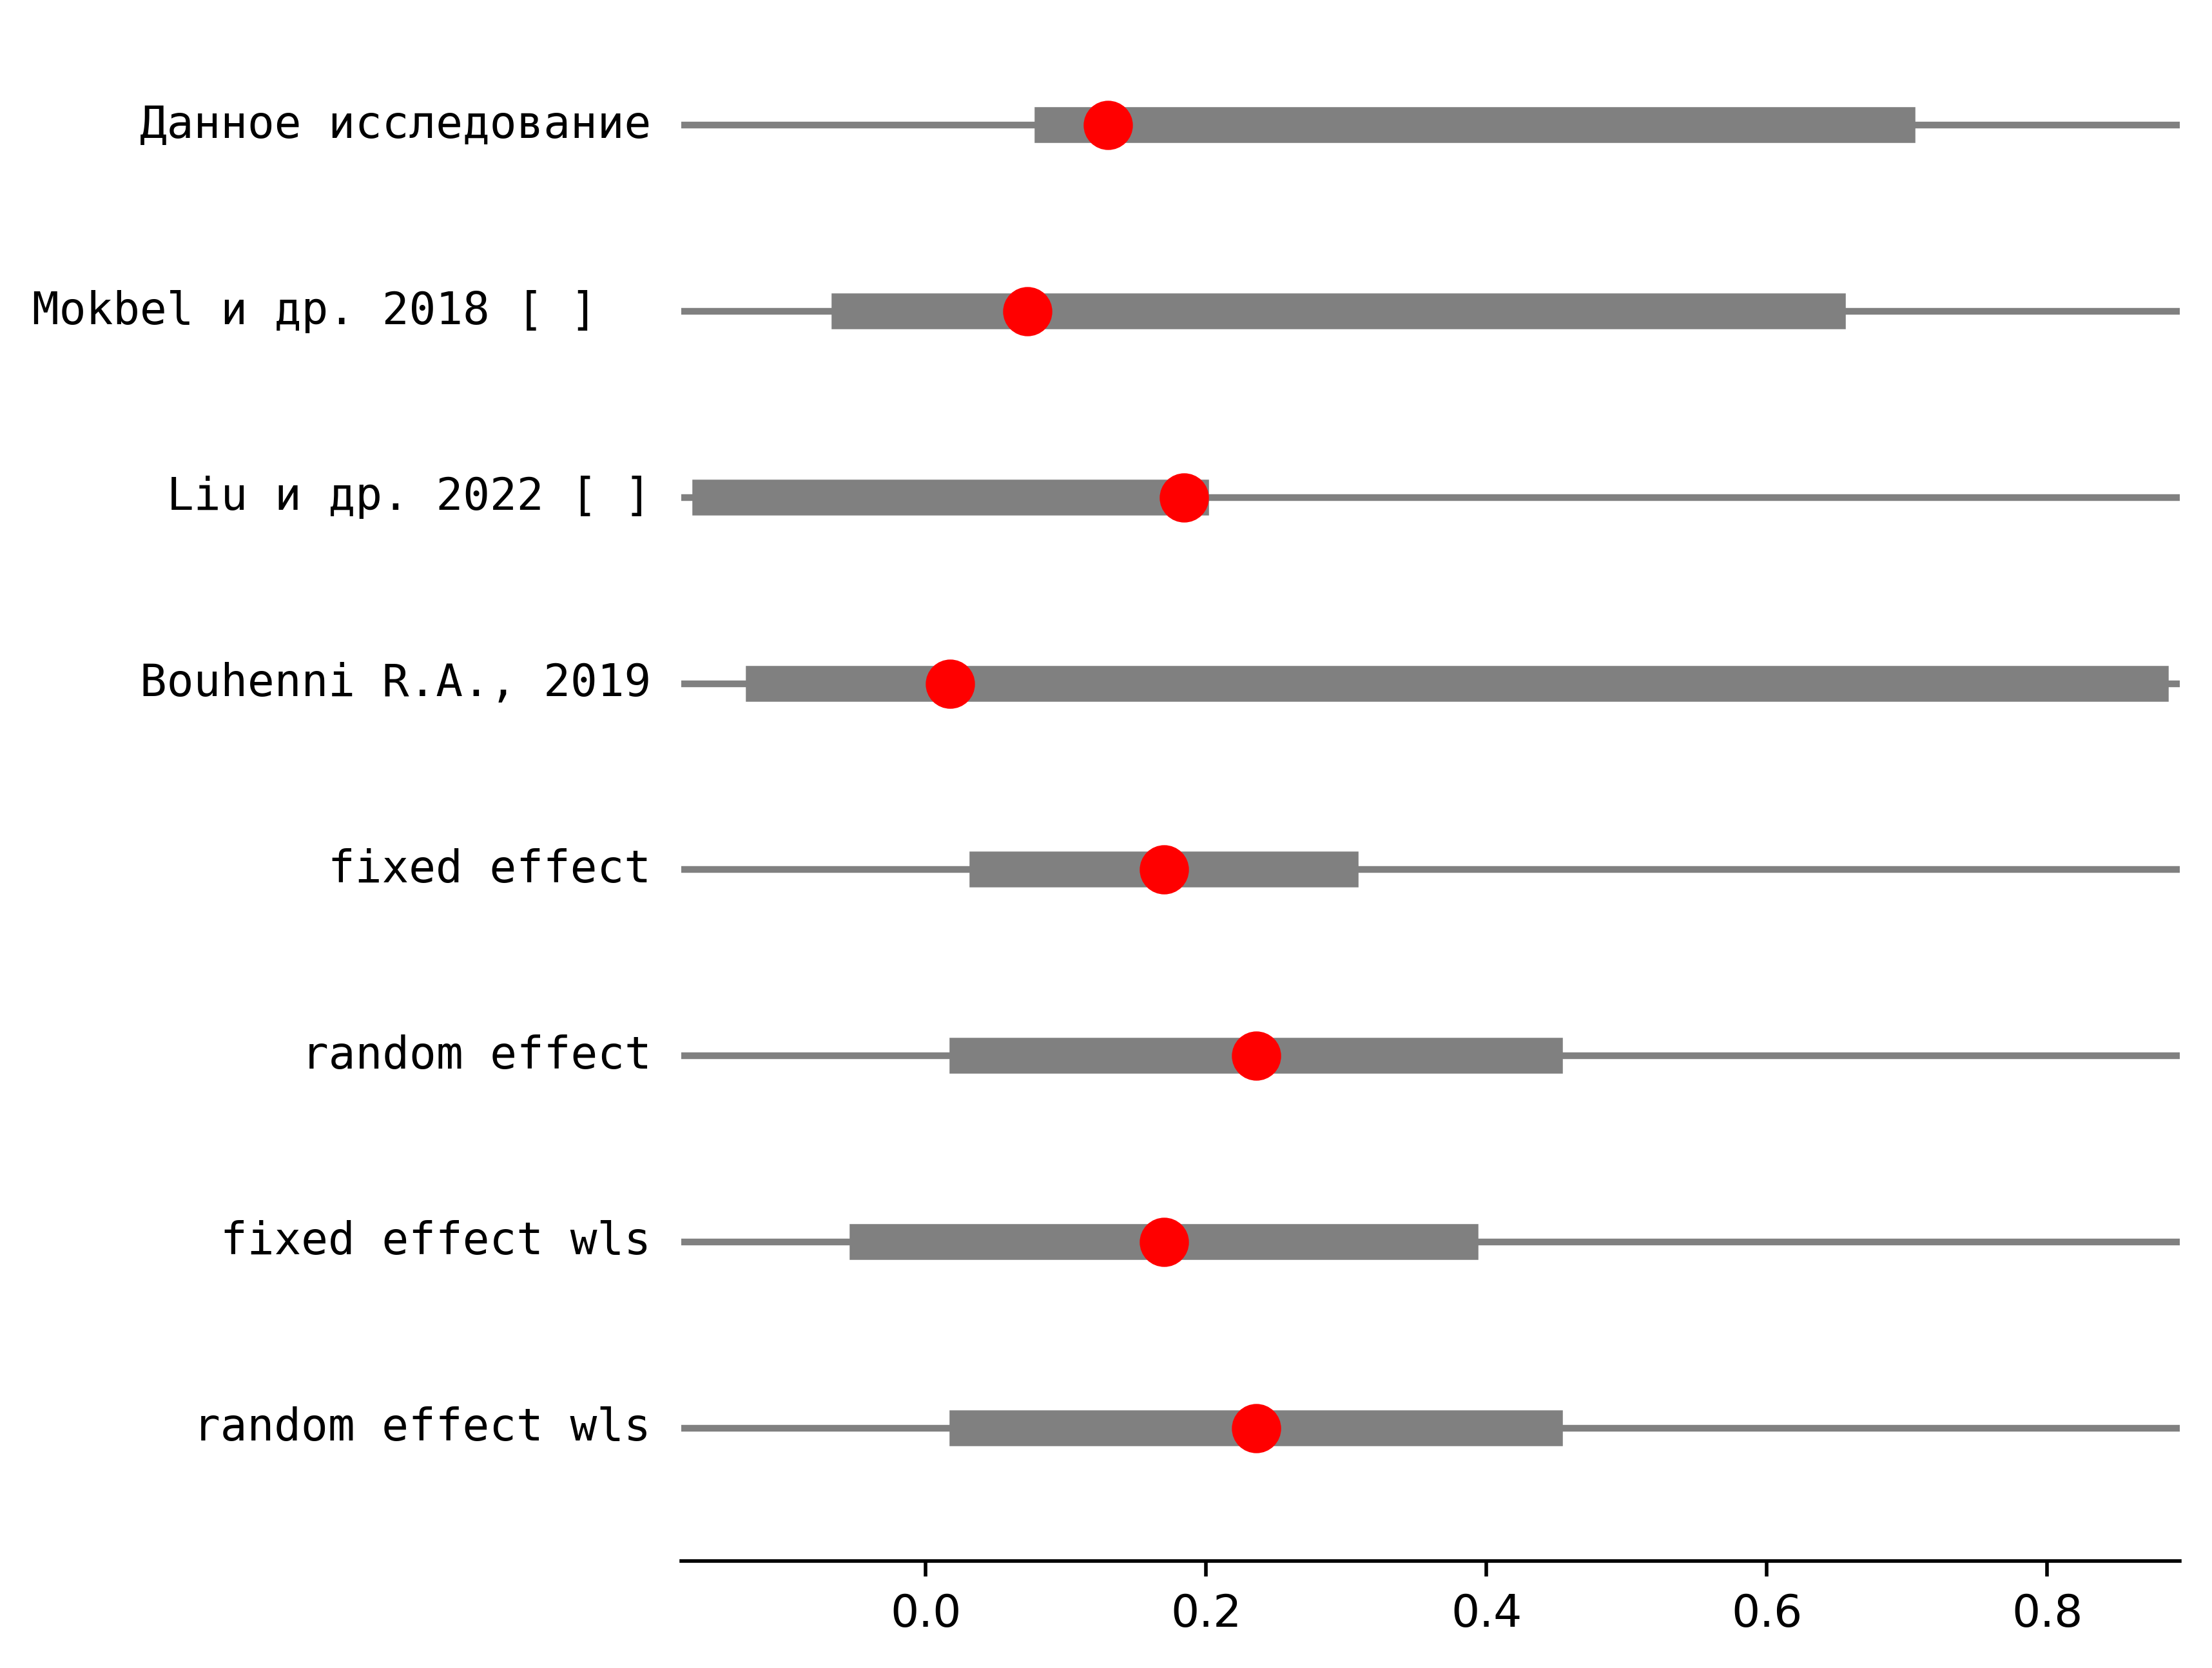 Данное исследование
Mokbel и др. 2018 [ ]
Liu и др. 2022 [ ]
Bouhenni R.A., 2019
fixed effect
random effect
fixed effect wls
random effect wls
0.0 0.2 0.4 0.6 0.8